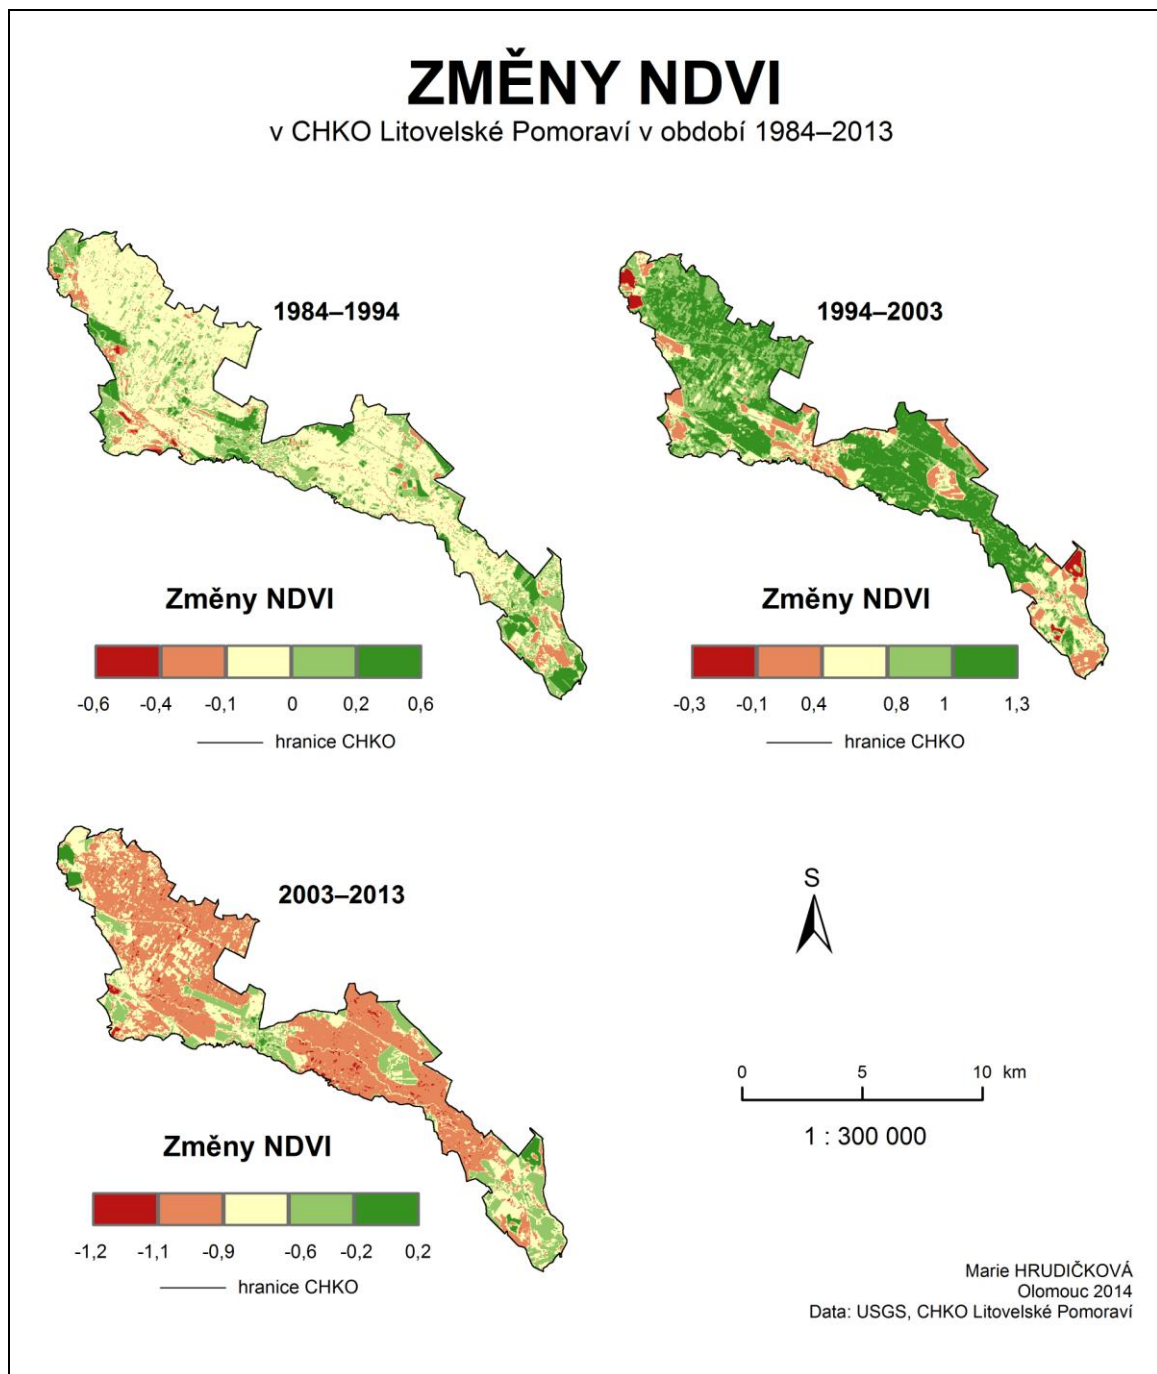 ZMĚNY NDVI
v CHKO Litovelské Pomoraví v období 1984–2013
1984–1994
Změny NDVI
-0,6 -0,4 -0,1 0 0,2 0,6
hranice CHKO
1994–2003
Změny NDVI
-0,3 -0,1 0,4 0,8 1 1,3
hranice CHKO
2003–2013
Změny NDVI
-1,2 -1,1 -0,9 -0,6 -0,2 0,2
hranice CHKO
S
0 5 10 km
1 : 300 000
Marie HRUDIČKOVÁ
Olomouc 2014
Data: USGS, CHKO Litovelské Pomoraví